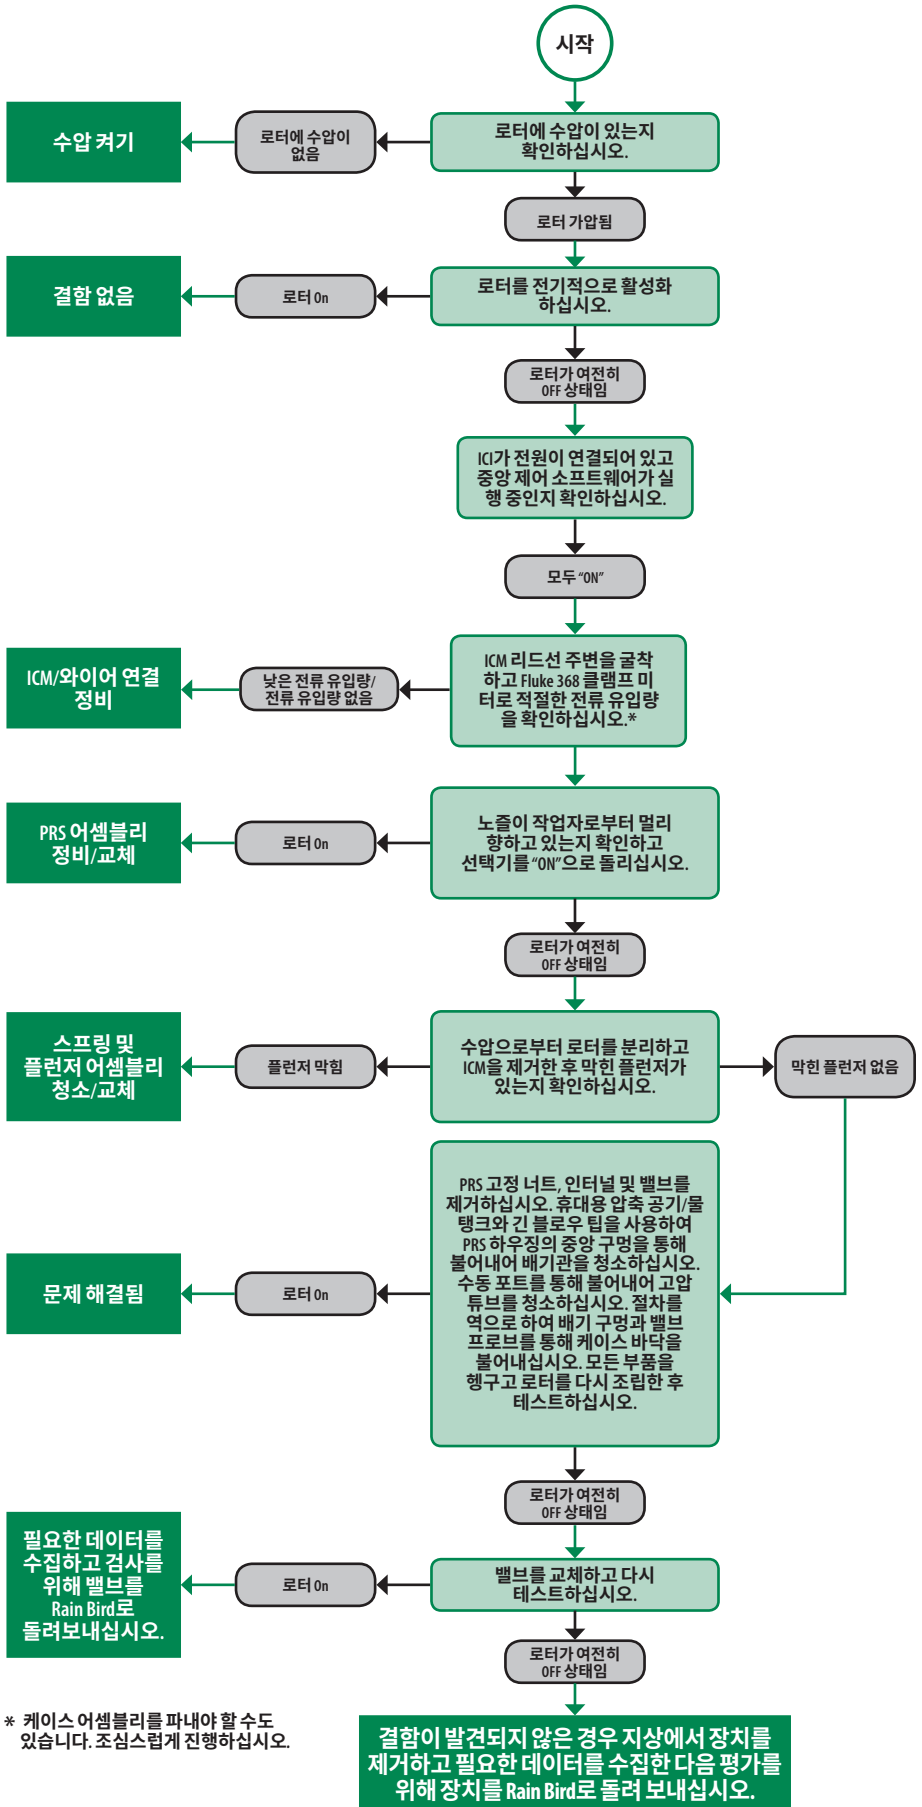 시작
로터에 수압이 있는지
확인하십시오.
로터에 수압이
없음
수압 켜기
로터 가압됨
로터를 전기적으로 활성화
하십시오.
로터 On
결함 없음
로터가 여전히
OFF 상태임
ICI가 전원이 연결되어 있고
중앙 제어 소프트웨어가 실
행 중인지 확인하십시오.
모두 “ON”
ICM 리드선 주변을 굴착
하고 Fluke 368 클램프 미
터로 적절한 전류 유입량
을 확인하십시오.*
낮은 전류 유입량/
전류 유입량 없음
ICM/와이어 연결
정비
노즐이 작업자로부터 멀리
향하고 있는지 확인하고
선택기를 “ON”으로 돌리십시오.
로터 On
PRS 어셈블리
정비/교체
로터가 여전히
OFF 상태임
수압으로부터 로터를 분리하고
ICM을 제거한 후 막힌 플런저가
있는지 확인하십시오.
플런저 막힘
스프링 및
플런저 어셈블리
청소/교체
막힌 플런저 없음
PRS 고정 너트, 인터널 및 밸브를
제거하십시오. 휴대용 압축 공기/물
탱크와 긴 블로우 팁을 사용하여
PRS 하우징의 중앙 구멍을 통해
불어내어 배기관을 청소하십시오.
수동 포트를 통해 불어내어 고압
튜브를 청소하십시오. 절차를
역으로 하여 배기 구멍과 밸브
프로브를 통해 케이스 바닥을
불어내십시오. 모든 부품을
헹구고 로터를 다시 조립한 후
테스트하십시오.
로터 On
문제 해결됨
로터가 여전히
OFF 상태임
밸브를 교체하고 다시
테스트하십시오.
로터 On
필요한 데이터를
수집하고 검사를
위해 밸브를
Rain Bird로
돌려보내십시오.
로터가 여전히
OFF 상태임
결함이 발견되지 않은 경우 지상에서 장치를
제거하고 필요한 데이터를 수집한 다음 평가를
위해 장치를 Rain Bird로 돌려 보내십시오.
* 케이스 어셈블리를 파내야 할 수도
있습니다. 조심스럽게 진행하십시오.